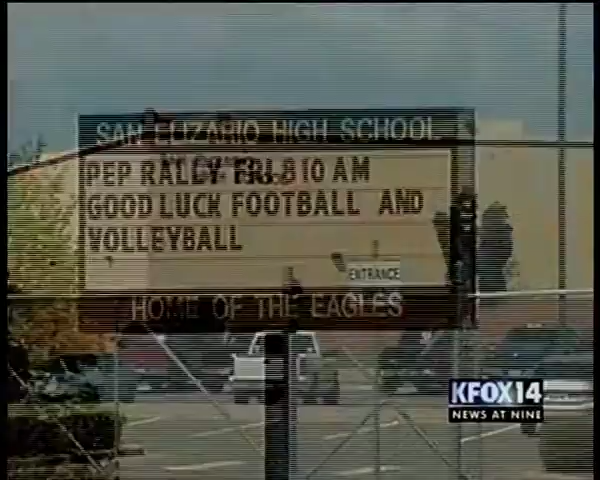 SAN ELIZARIO HIGH SCHOOL
PEP RALLY FRI. 8 10 AM
GOOD LUCK FOOTBALL AND
VOLLEYBALL
ENTRANCE
HOME OF THE EAGLES
KFOX14
NEWS AT NINE